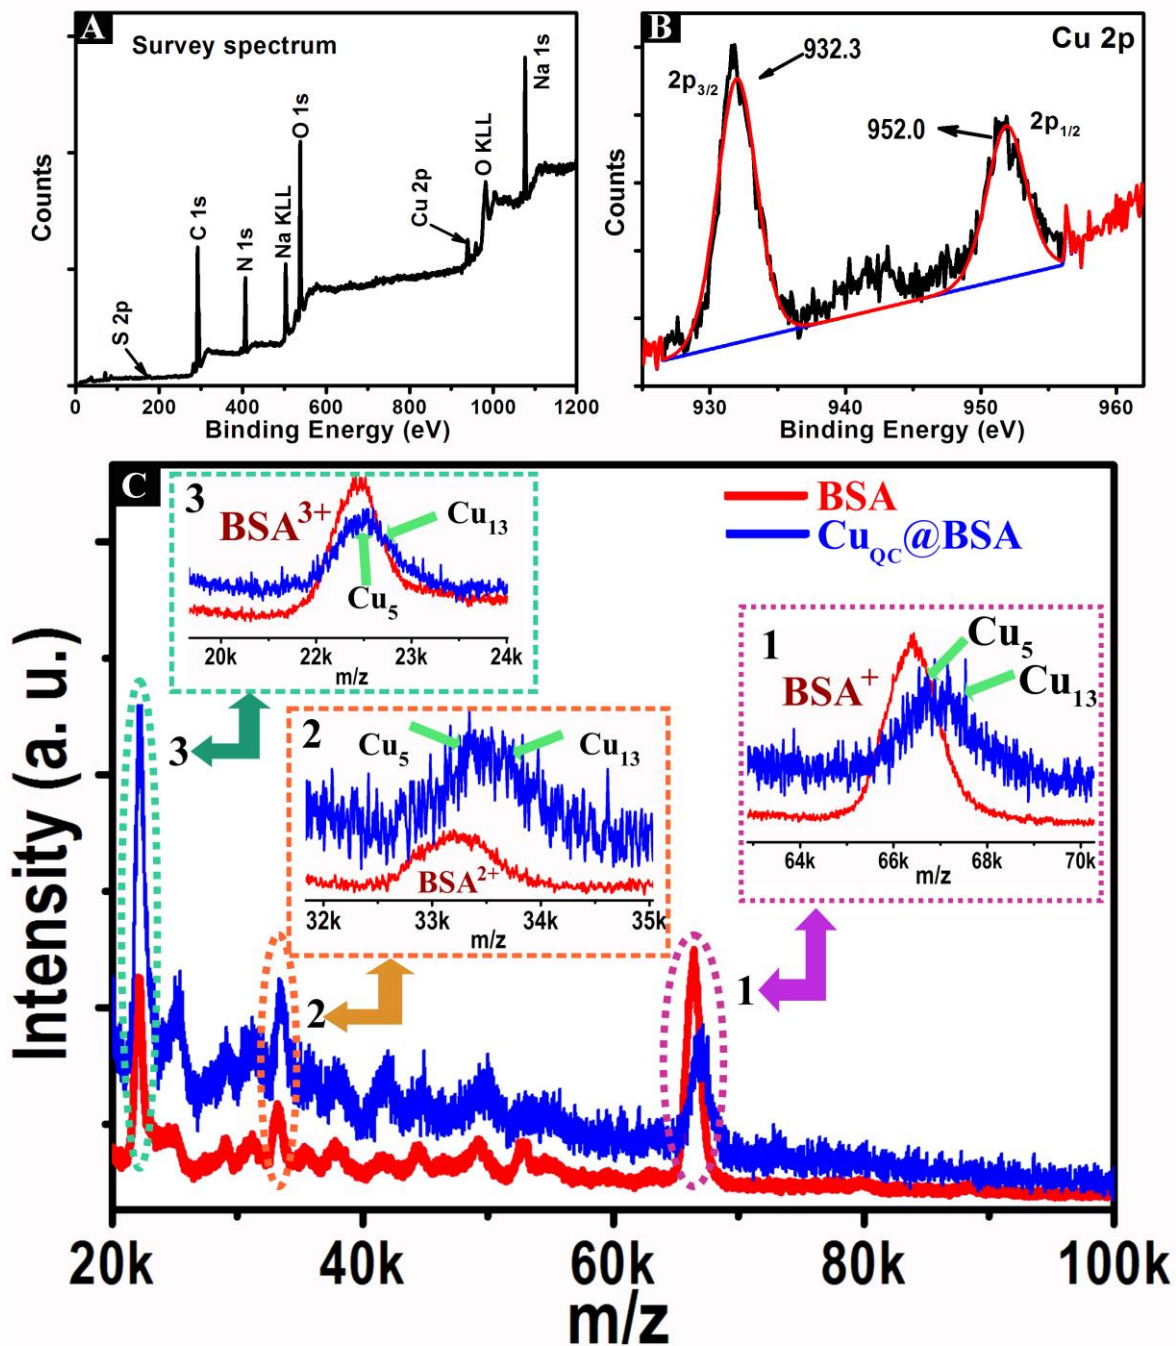 A
Survey spectrum
Counts
S 2p
C 1s
N 1s
Na KLL
O 1s
Cu 2p
O KLL
Na 1s
0 200 400 600 800 1000 1200
Binding Energy (eV)
B
Cu 2p
Counts
2p3/2
932.3
952.0
2p1/2
930 940 950 960
Binding Energy (eV)
C
BSA
CuQC@BSA
3
BSA3+
Cu13
Cu5
20k 22k 23k 24k
m/z
3
2
Cu5
Cu13
BSA2+
32k 33k 34k 35k
m/z
2
1
Cu5
BSA+
Cu13
64k 66k 68k 70k
m/z
1
Intensity (a. u.)
20k 40k 60k 80k 100k
m/z